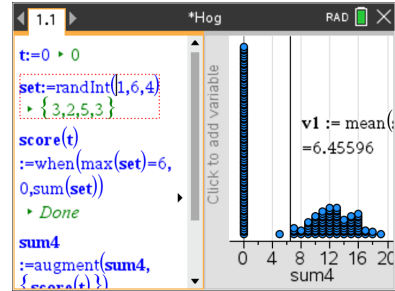 1.1
*Hog
RAD
t:=0 ▸ 0
set:=randInt(1,6,4)
▸ {3,2,5,3}
score(t)
:=when(max(set)=6,
0,sum(set))
▸ Done
sum4
:=augment(sum4,
{score(t)})
Click to add variable
v1 := mean(
=6.45596
0 4 8 12 16 20
sum4